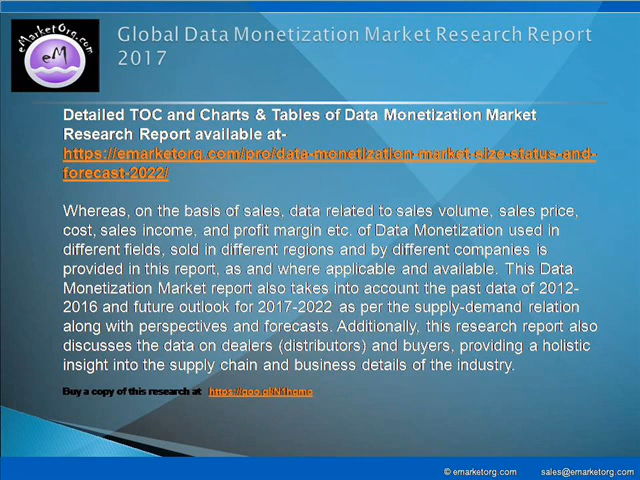 eMarketOrg.com
eM
Global Data Monetization Market Research Report
2017
Detailed TOC and Charts & Tables of Data Monetization Market
Research Report available at-
https://emarketorg.com/pro/data-monetization-market-size-status-and-
forecast-2022/
Whereas, on the basis of sales, data related to sales volume, sales price,
cost, sales income, and profit margin etc. of Data Monetization used in
different fields, sold in different regions and by different companies is
provided in this report, as and where applicable and available. This Data
Monetization Market report also takes into account the past data of 2012-
2016 and future outlook for 2017-2022 as per the supply-demand relation
along with perspectives and forecasts. Additionally, this research report also
discusses the data on dealers (distributors) and buyers, providing a holistic
insight into the supply chain and business details of the industry.
Buy a copy of this research at
© emarketorg.com sales@emarketorg.com